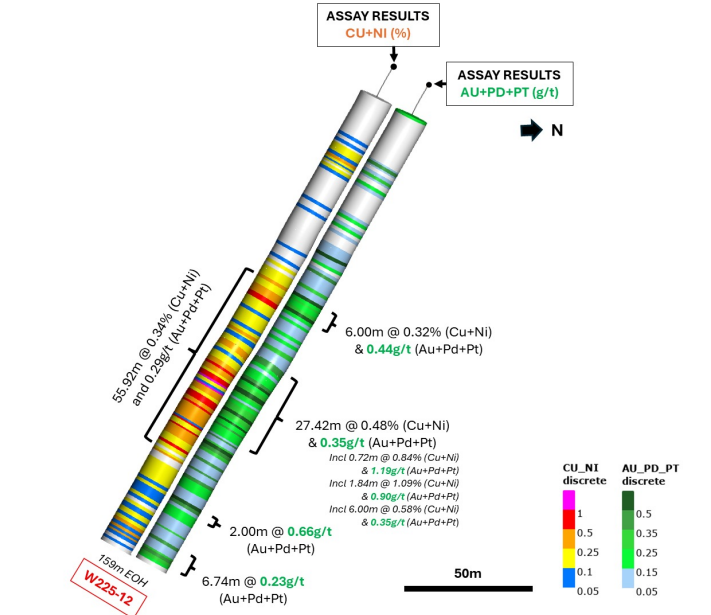 ASSAY RESULTS
CU+NI (%)
ASSAY RESULTS
AU+PD+PT (g/t)
N
55.92m @ 0.34% (Cu+Ni)
and 0.29g/t (Au+Pd+Pt)
6.00m @ 0.32% (Cu+Ni)
& 0.44g/t (Au+Pd+Pt)
27.42m @ 0.48% (Cu+Ni)
& 0.35g/t (Au+Pd+Pt)
Incl 0.72m @ 0.84% (Cu+Ni)
& 1.19g/t (Au+Pd+Pt)
Incl 1.84m @ 1.09% (Cu+Ni)
& 0.90g/t (Au+Pd+Pt)
Incl 6.00m @ 0.58% (Cu+Ni)
& 0.35g/t (Au+Pd+Pt)
2.00m @ 0.66g/t
(Au+Pd+Pt)
6.74m @ 0.23g/t
(Au+Pd+Pt)
159m EOH
W225-12
50m
CU_NI
discrete
1
0.5
0.25
0.1
0.05
AU_PD_PT
discrete
0.5
0.35
0.25
0.15
0.05